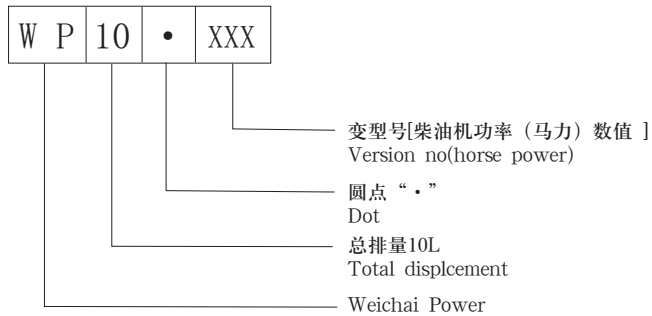 W P 10 • XXX
变型号[柴油机功率（马力）数值 ]
Version no(horse power)
圆点“•”
Dot
总排量10L
Total displcement
Weichai Power